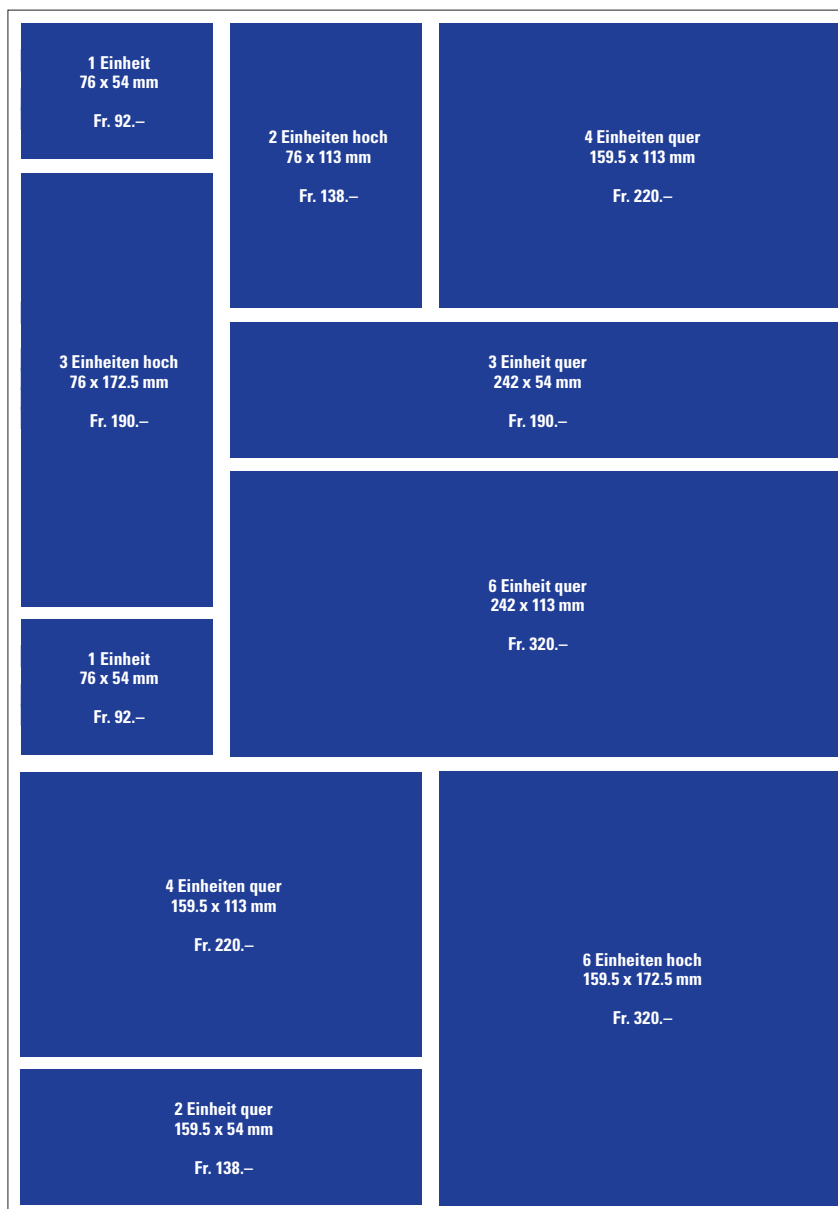 1 Einheit
76 x 54 mm
Fr. 92.–
2 Einheiten hoch
76 x 113 mm
Fr. 138.–
4 Einheiten quer
159.5 x 113 mm
Fr. 220.–
3 Einheiten hoch
76 x 172.5 mm
Fr. 190.–
3 Einheit quer
242 x 54 mm
Fr. 190.–
6 Einheit quer
242 x 113 mm
Fr. 320.–
1 Einheit
76 x 54 mm
Fr. 92.–
4 Einheiten quer
159.5 x 113 mm
Fr. 220.–
6 Einheiten hoch
159.5 x 172.5 mm
Fr. 320.–
2 Einheit quer
159.5 x 54 mm
Fr. 138.–